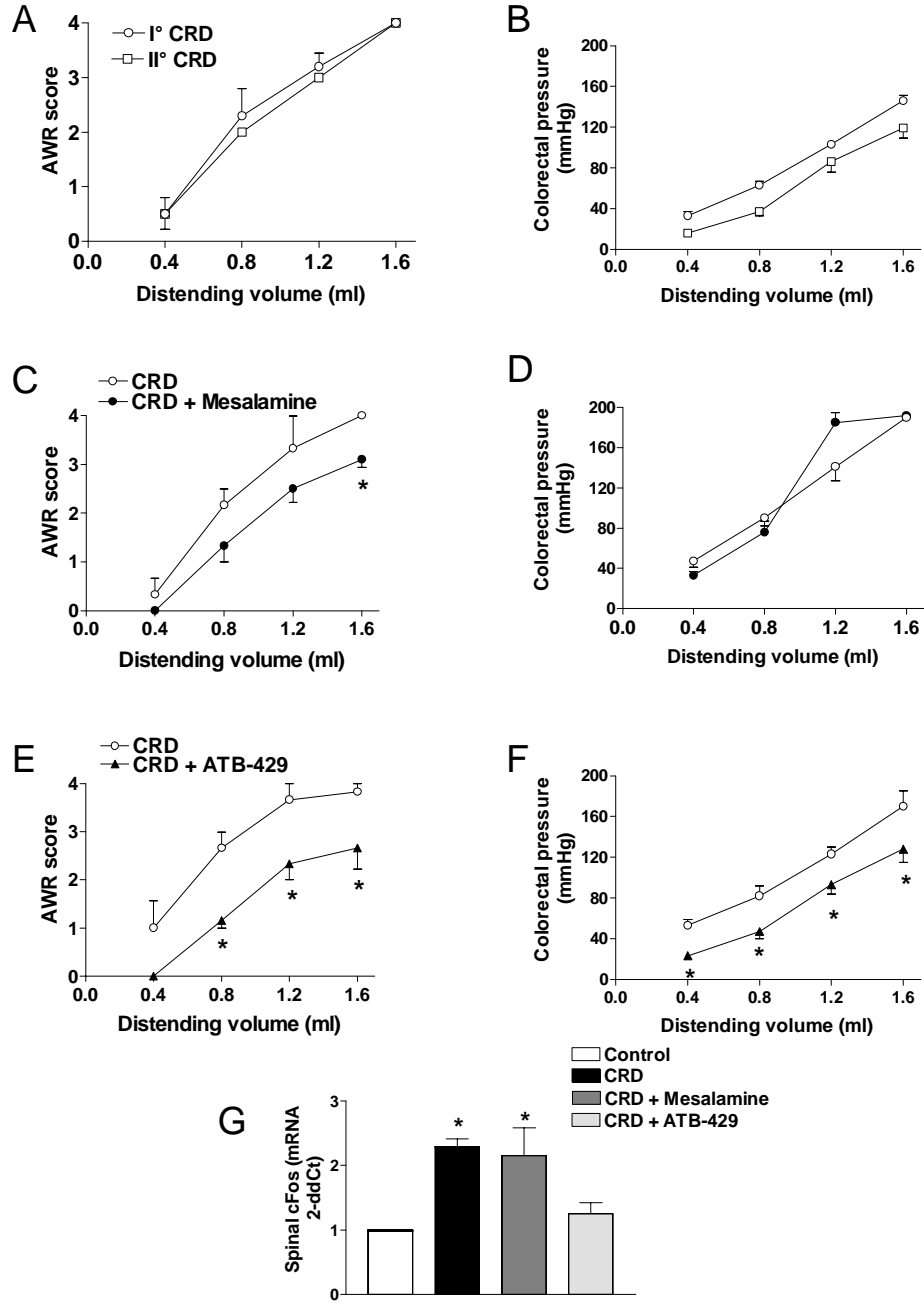 A
I° CRD
II° CRD
AWR score
4
3
2
1
0
0.0 0.4 0.8 1.2 1.6
Distending volume (ml)
B
Colorectal pressure
(mmHg)
200
160
120
80
40
0
0.0 0.4 0.8 1.2 1.6
Distending volume (ml)
C
CRD
CRD + Mesalamine
AWR score
4
3
2
1
0
*
0.0 0.4 0.8 1.2 1.6
Distending volume (ml)
D
Colorectal pressure
(mmHg)
200
160
120
80
40
0
0.0 0.4 0.8 1.2 1.6
Distending volume (ml)
E
CRD
CRD + ATB-429
AWR score
4
3
2
1
0
* * *
0.0 0.4 0.8 1.2 1.6
Distending volume (ml)
F
Colorectal pressure
(mmHg)
200
160
120
80
40
0
* * * *
0.0 0.4 0.8 1.2 1.6
Distending volume (ml)
G
Control
CRD
CRD + Mesalamine
CRD + ATB-429
Spinal cFos (mRNA
2-ddCt)
3
2
1
0
* *